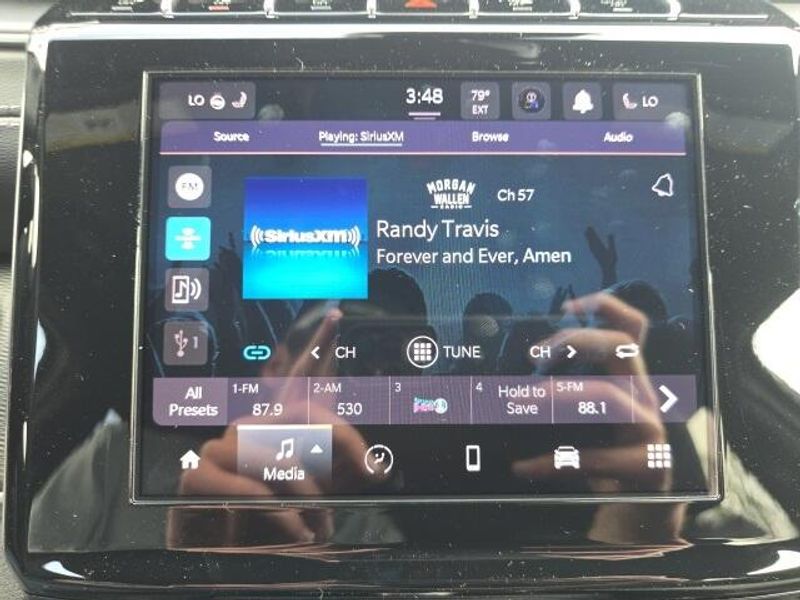 LO
3:48
79°
EXT
LO
Source
Playing: SiriusXM
Browse
Audio
FM
SiriusXM
MORGAN
WALLEN
RADIO
Ch 57
Randy Travis
Forever and Ever, Amen
1
CH
TUNE
CH
All
Presets
1-FM
87.9
2-AM
530
3
4
Hold to
Save
5-FM
88.1
Media